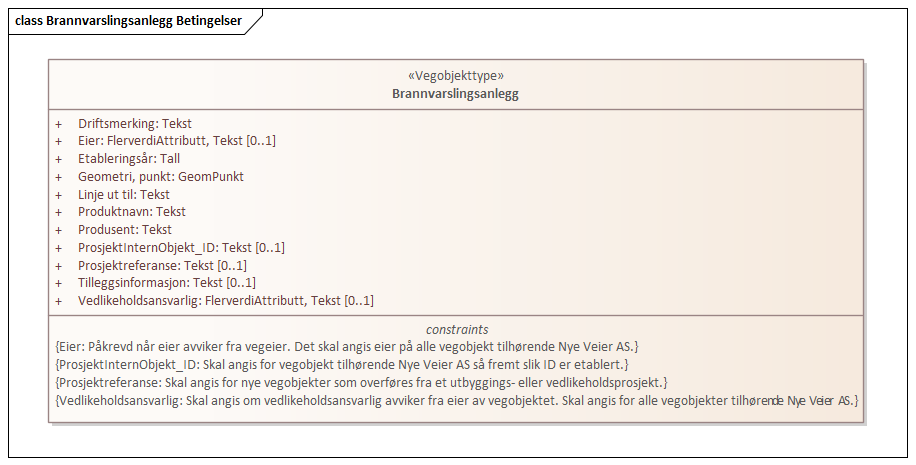 class Brannvarslingsanlegg Betingelser
«Vegobjekttype»
Brannvarslingsanlegg
+ Driftsmerking: Tekst
+ Eier: FlerverdiAttributt, Tekst [0..1]
+ Etableringsår: Tall
+ Geometri, punkt: GeomPunkt
+ Linje ut til: Tekst
+ Produktnavn: Tekst
+ Produsent: Tekst
+ ProsjektInternObjekt_ID: Tekst [0..1]
+ Prosjektreferanse: Tekst [0..1]
+ Tilleggsinformasjon: Tekst [0..1]
+ Vedlikeholdsansvarlig: FlerverdiAttributt, Tekst [0..1]
constraints
{Eier: Påkrevd når eier avviker fra vegeier. Det skal angis eier på alle vegobjekt tilhørende Nye Veier AS.}
{ProsjektInternObjekt_ID: Skal angis for vegobjekt tilhørende Nye Veier AS så fremt slik ID er etablert.}
{Prosjektreferanse: Skal angis for nye vegobjekter som overføres fra et utbyggings- eller vedlikeholdsprosjekt.}
{Vedlikeholdsansvarlig: Skal angis om vedlikeholdsansvarlig avviker fra eier av vegobjektet. Skal angis for alle vegobjekter tilhørende Nye Veier AS.}